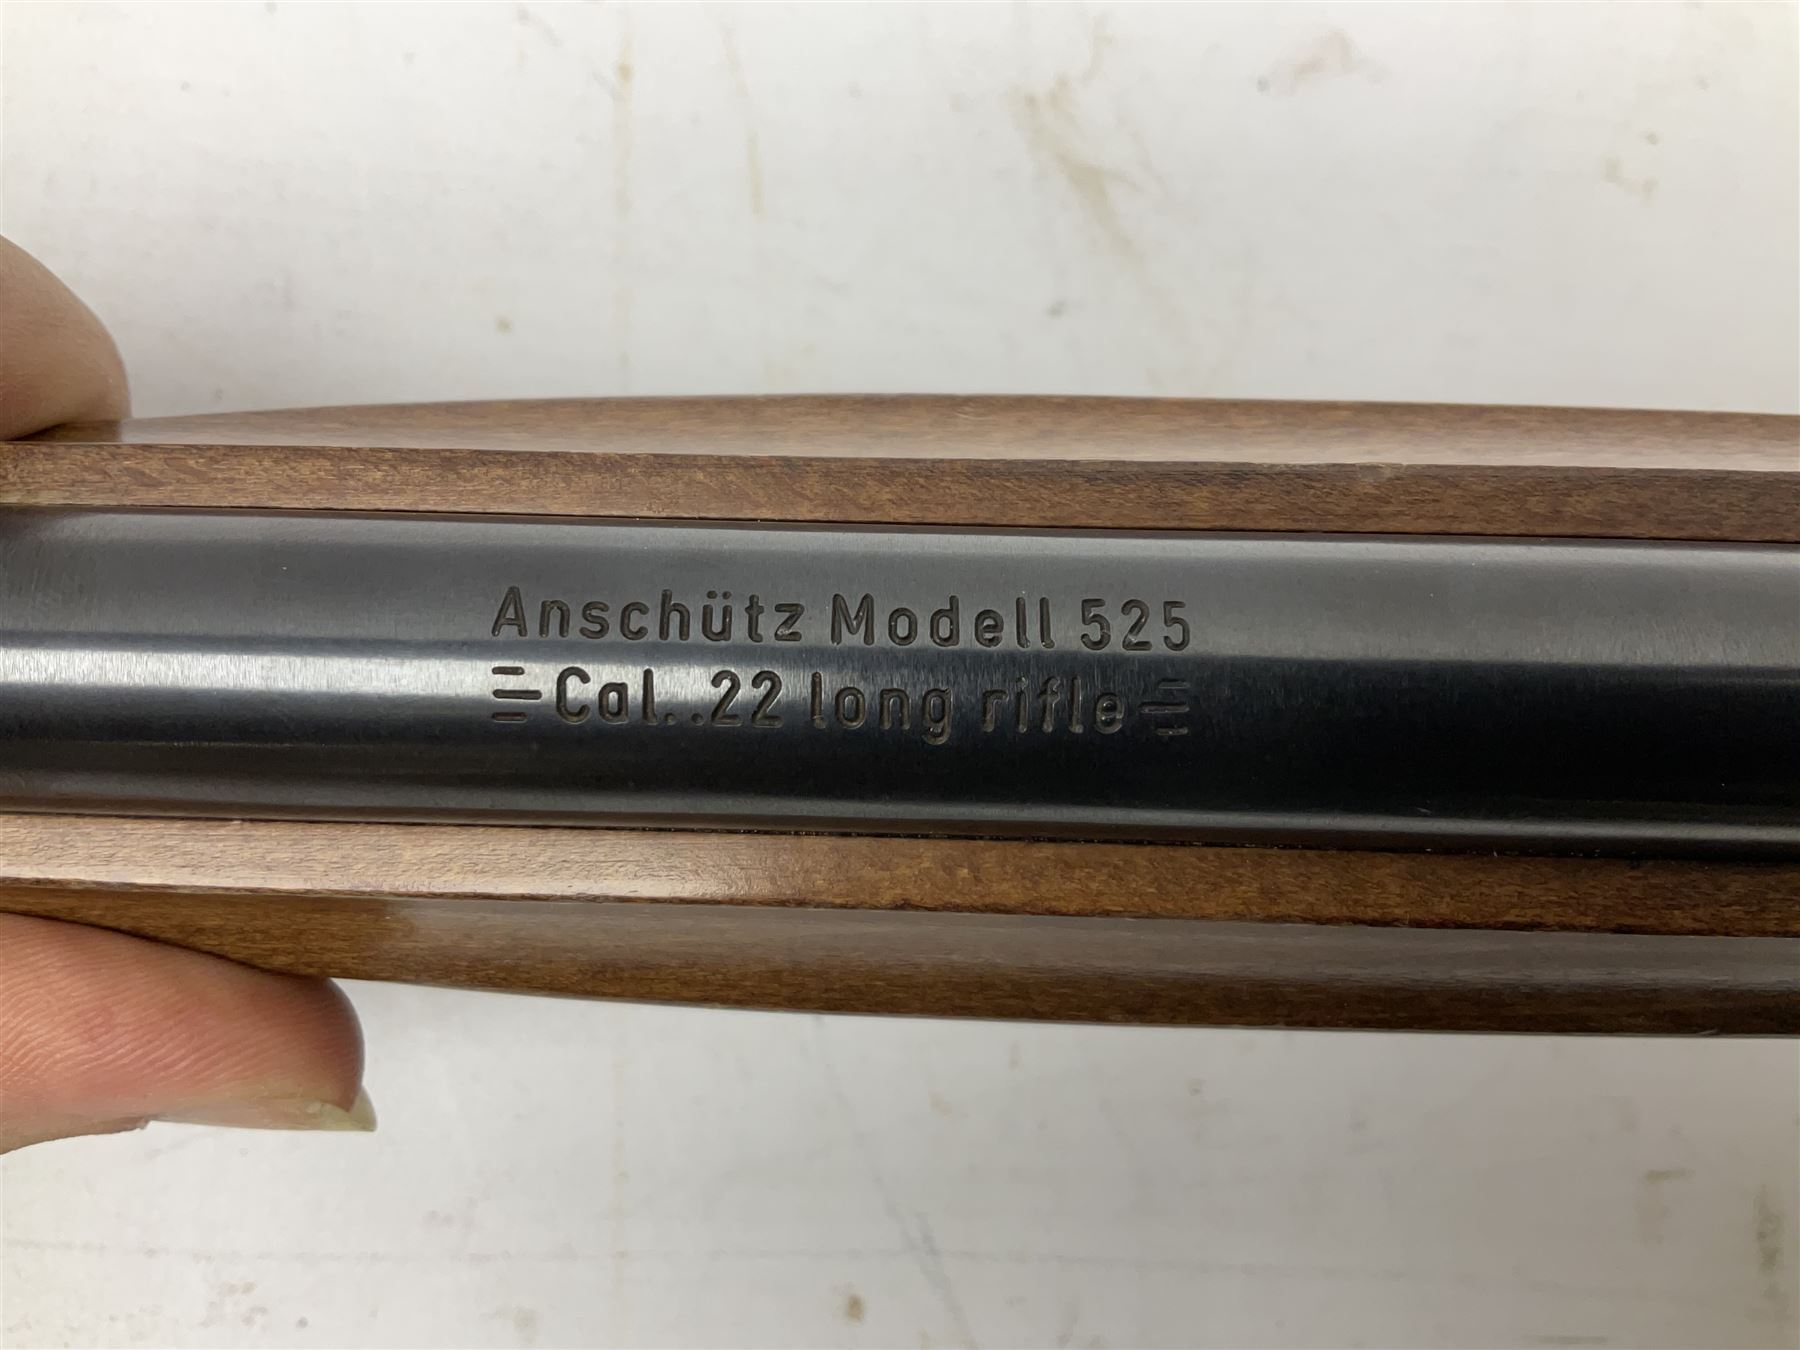 Anschütz Modell 525
Cal. .22 long rifle